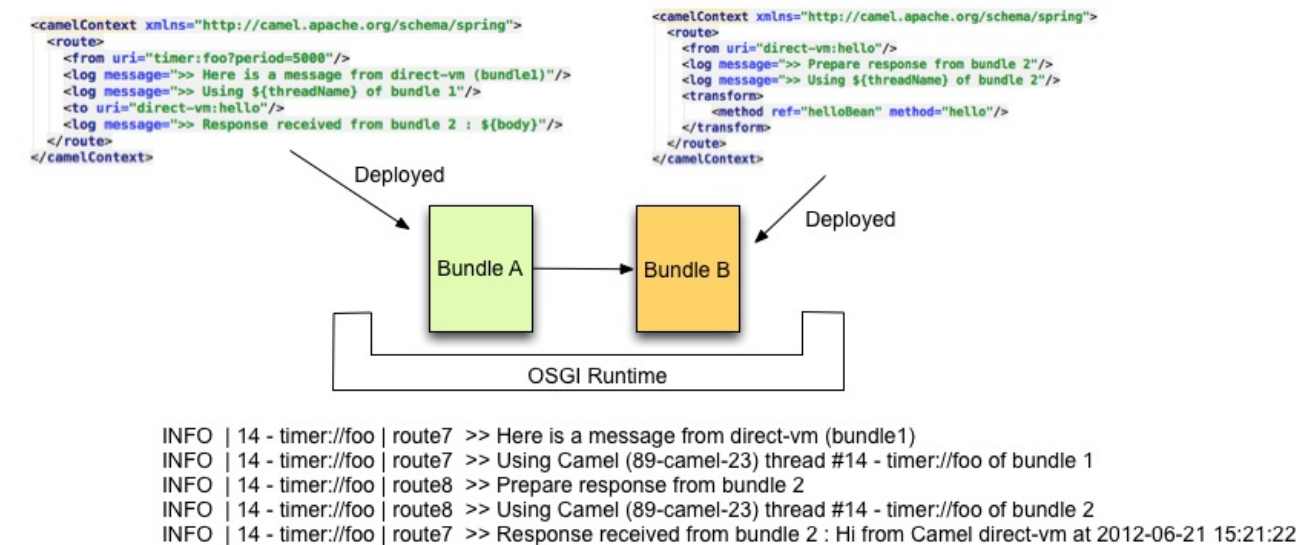 <camelContext xmlns="http://camel.apache.org/schema/spring">
<route>
<from uri="timer:foo?period=5000"/>
<log message=">> Here is a message from direct-vm (bundle1)"/>
<log message=">> Using ${threadName} of bundle 1"/>
<to uri="direct-vm:hello"/>
<log message=">> Response received from bundle 2 : ${body}"/>
</route>
</camelContext>
<camelContext xmlns="http://camel.apache.org/schema/spring">
<route>
<from uri="direct-vm:hello"/>
<log message=">> Prepare response from bundle 2"/>
<log message=">> Using ${threadName} of bundle 2"/>
<transform>
<method ref="helloBean" method="hello"/>
</transform>
</route>
</camelContext>
Deployed
Deployed
Bundle A
Bundle B
OSGI Runtime
INFO | 14 - timer://foo | route7 >> Here is a message from direct-vm (bundle1)
INFO | 14 - timer://foo | route7 >> Using Camel (89-camel-23) thread #14 - timer://foo of bundle 1
INFO | 14 - timer://foo | route8 >> Prepare response from bundle 2
INFO | 14 - timer://foo | route8 >> Using Camel (89-camel-23) thread #14 - timer://foo of bundle 2
INFO | 14 - timer://foo | route7 >> Response received from bundle 2 : Hi from Camel direct-vm at 2012-06-21 15:21:22